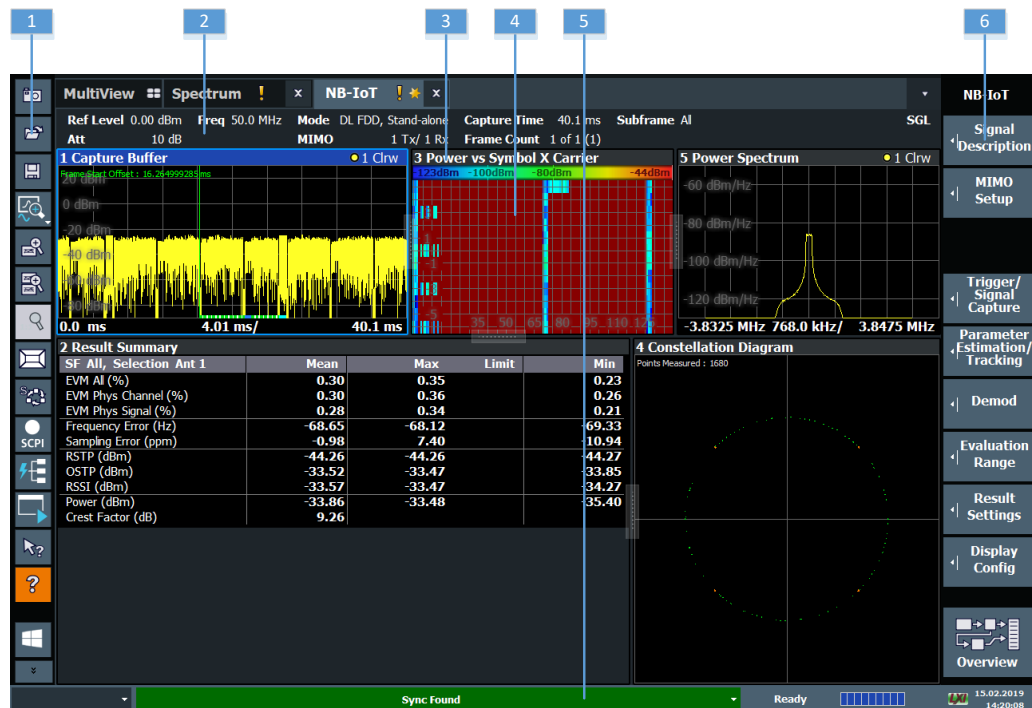 1 2 3 4 5 6
MultiView Spectrum ! x NB-IoT ! x
NB-IoT
Ref Level 0.00 dBm Freq 50.0 MHz Mode DL FDD, Stand-alone Capture Time 40.1 ms Subframe All SGL
Att 10 dB MIMO 1 Tx/ 1 Rx Frame Count 1 of 1(1)
1 Capture Buffer 1 Clrw
Frame Start Offset : 16.264999285 ms
20 dBm
0 dBm
-20 dBm
-40 dBm
0.0 ms 4.01 ms/ 40.1 ms
3 Power vs Symbol X Carrier
-123dBm -100dBm -80dBm -44dBm
35 50 65 80 95 110 125
5 Power Spectrum 1 Clrw
-60 dBm/Hz
-80 dBm/Hz
-100 dBm/Hz
-120 dBm/Hz
-3.8325 MHz 768.0 kHz/ 3.8475 MHz
2 Result Summary
SF All, Selection Ant 1 Mean Max Limit Min
EVM All (%) 0.30 0.35 0.23
EVM Phys Channel (%) 0.30 0.36 0.26
EVM Phys Signal (%) 0.28 0.34 0.21
Frequency Error (Hz) -68.65 -68.12 -69.33
Sampling Error (ppm) -0.98 7.40 -10.94
RSTP (dBm) -44.26 -44.26 -44.27
OSTP (dBm) -33.52 -33.47 -33.85
RSSI (dBm) -33.57 -33.47 -34.27
Power (dBm) -33.86 -33.48 -35.40
Crest Factor (dB) 9.26
4 Constellation Diagram
Points Measured : 1680
SCPI
Signal
Description
MIMO
Setup
Trigger/
Signal
Capture
Parameter
Estimation/
Tracking
Demod
Evaluation
Range
Result
Settings
Display
Config
Overview
Sync Found
Ready
15.02.2019
14:20:08